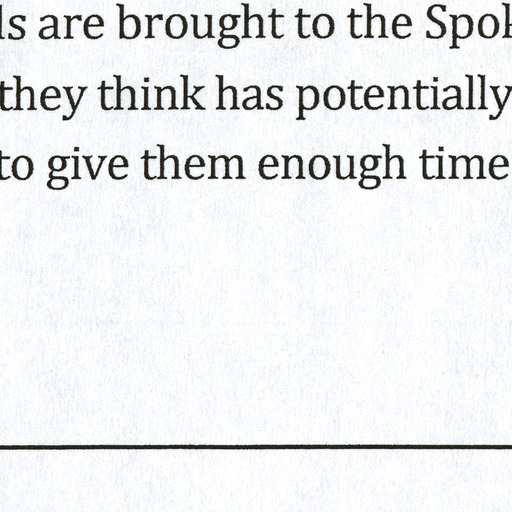 ls are brought to the Spok
they think has potentially
to give them enough time